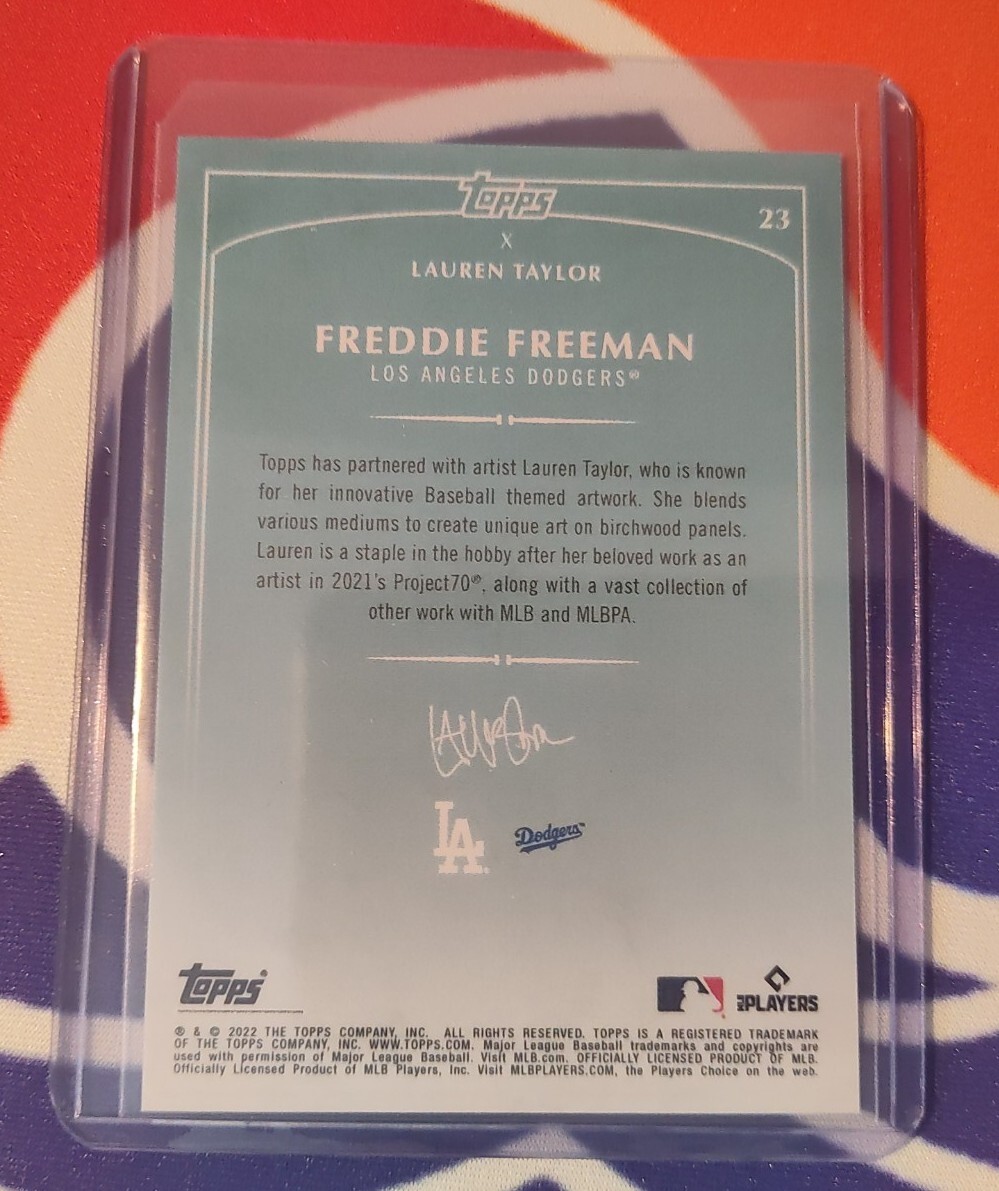 topps
23
X
LAUREN TAYLOR
FREDDIE FREEMAN
LOS ANGELES DODGERS®
Topps has partnered with artist Lauren Taylor, who is known
for her innovative Baseball themed artwork. She blends
various mediums to create unique art on birchwood panels.
Lauren is a staple in the hobby after her beloved work as an
artist in 2021's Project70®, along with a vast collection of
other work with MLB and MLBPA.
LA
Dodgers™
topps®
PLAYERS
® & © 2022 THE TOPPS COMPANY, INC. ALL RIGHTS RESERVED. TOPPS IS A REGISTERED TRADEMARK
OF THE TOPPS COMPANY, INC. WWW.TOPPS.COM. Major League Baseball trademarks and copyrights are
used with permission of Major League Baseball. Visit MLB.com. OFFICIALLY LICENSED PRODUCT OF MLB.
Officially Licensed Product of MLB Players, Inc. Visit MLBPLAYERS.COM, the Players Choice on the web.